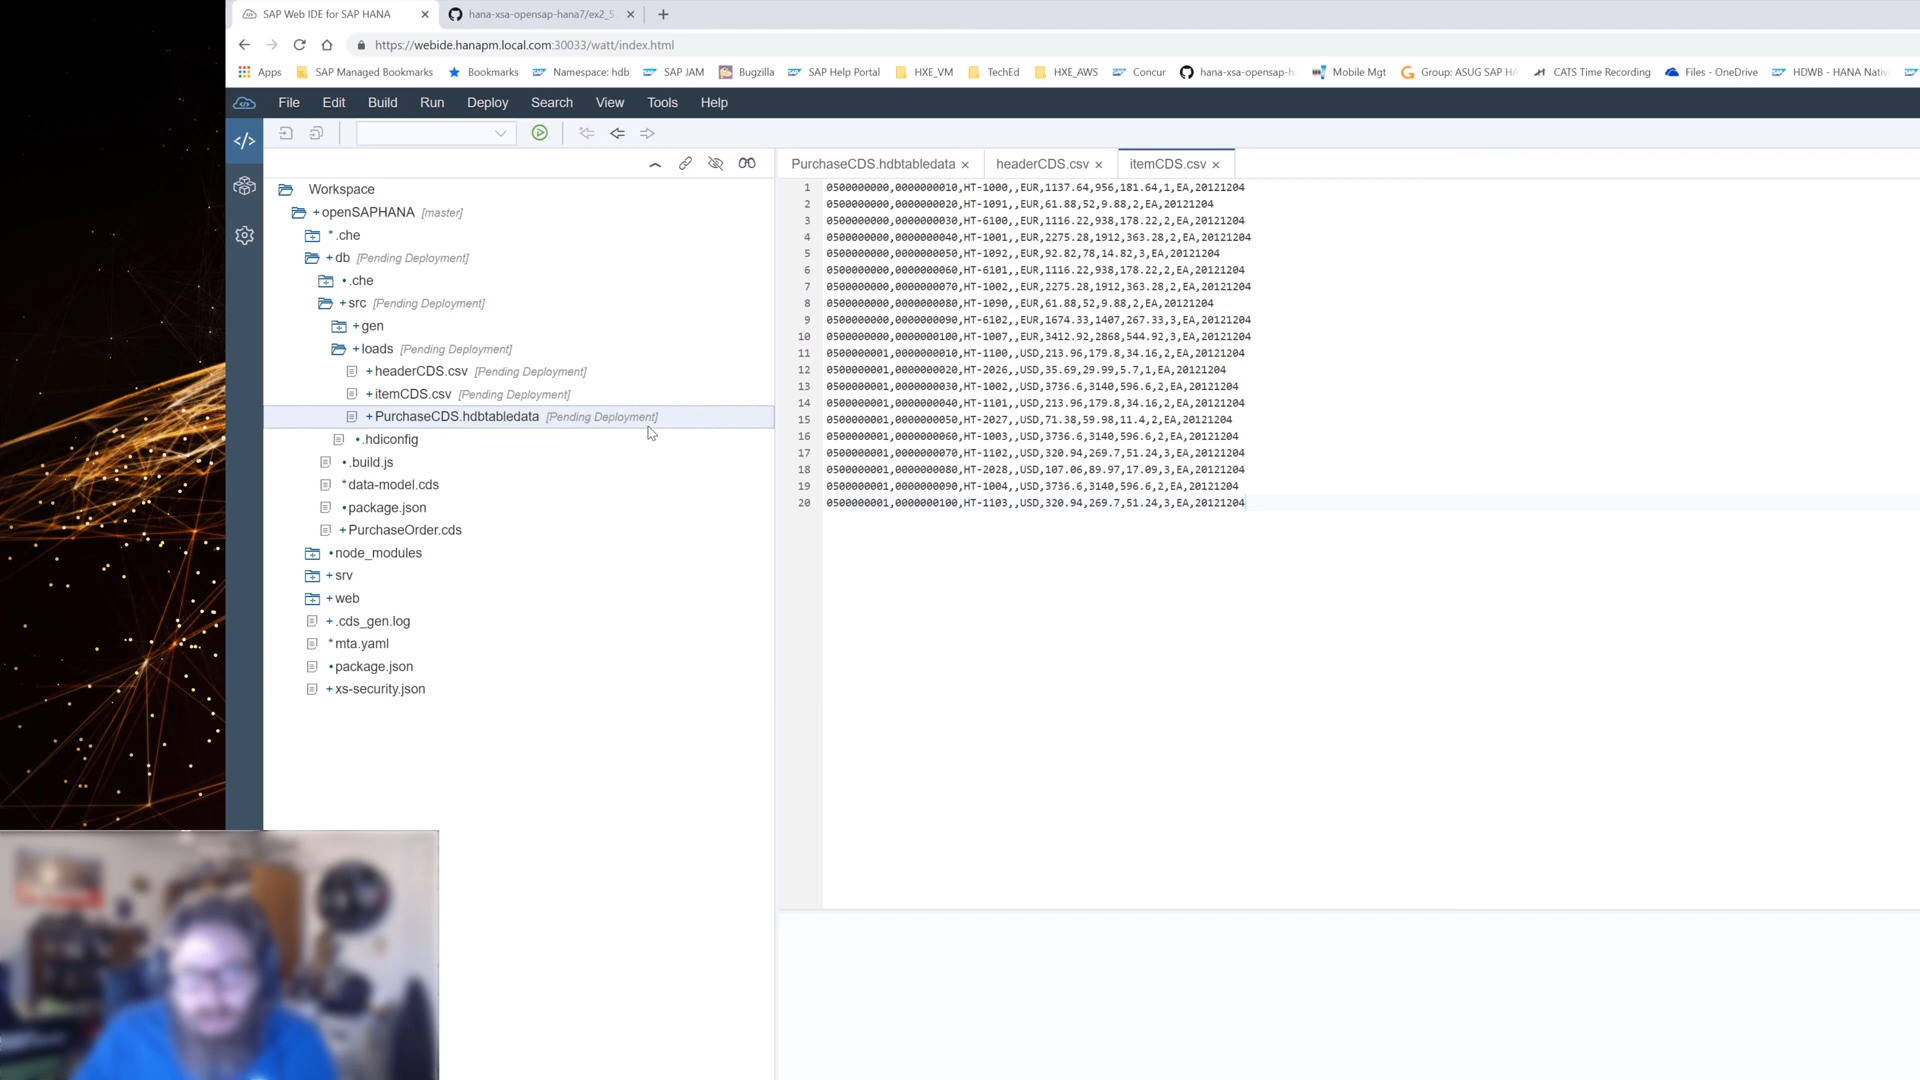 SAP Web IDE for SAP HANA
hana-xsa-opensap-hana7/ex2_5
https://webide.hanapm.local.com:30033/watt/index.html
Apps
SAP Managed Bookmarks
Bookmarks
Namespace: hdb
SAP JAM
Bugzilla
SAP Help Portal
HXE_VM
TechEd
HXE_AWS
Concur
hana-xsa-opensap-h
Mobile Mgt
Group: ASUG SAP H
CATS Time Recording
Files - OneDrive
HDWB - HANA Nativ
File Edit Build Run Deploy Search View Tools Help
PurchaseCDS.hdbtabledata
headerCDS.csv
itemCDS.csv
Workspace
+openSAPHANA [master]
*.che
+db [Pending Deployment]
.che
+src [Pending Deployment]
+gen
+loads [Pending Deployment]
+headerCDS.csv [Pending Deployment]
+itemCDS.csv [Pending Deployment]
+PurchaseCDS.hdbtabledata [Pending Deployment]
.hdiconfig
.build.js
*data-model.cds
package.json
+PurchaseOrder.cds
node_modules
+srv
+web
+.cds_gen.log
*mta.yaml
package.json
+xs-security.json
1 0500000000,0000000010,HT-1000,,EUR,1137.64,956,181.64,1,EA,20121204
2 0500000000,0000000020,HT-1091,,EUR,61.88,52,9.88,2,EA,20121204
3 0500000000,0000000030,HT-6100,,EUR,1116.22,938,178.22,2,EA,20121204
4 0500000000,0000000040,HT-1001,,EUR,2275.28,1912,363.28,2,EA,20121204
5 0500000000,0000000050,HT-1092,,EUR,92.82,78,14.82,3,EA,20121204
6 0500000000,0000000060,HT-6101,,EUR,1116.22,938,178.22,2,EA,20121204
7 0500000000,0000000070,HT-1002,,EUR,2275.28,1912,363.28,2,EA,20121204
8 0500000000,0000000080,HT-1090,,EUR,61.88,52,9.88,2,EA,20121204
9 0500000000,0000000090,HT-6102,,EUR,1674.33,1407,267.33,3,EA,20121204
10 0500000000,0000000100,HT-1007,,EUR,3412.92,2868,544.92,3,EA,20121204
11 0500000001,0000000010,HT-1100,,USD,213.96,179.8,34.16,2,EA,20121204
12 0500000001,0000000020,HT-2026,,USD,35.69,29.99,5.7,1,EA,20121204
13 0500000001,0000000030,HT-1002,,USD,3736.6,3140,596.6,2,EA,20121204
14 0500000001,0000000040,HT-1101,,USD,213.96,179.8,34.16,2,EA,20121204
15 0500000001,0000000050,HT-2027,,USD,71.38,59.98,11.4,2,EA,20121204
16 0500000001,0000000060,HT-1003,,USD,3736.6,3140,596.6,2,EA,20121204
17 0500000001,0000000070,HT-1102,,USD,320.94,269.7,51.24,3,EA,20121204
18 0500000001,0000000080,HT-2028,,USD,107.06,89.97,17.09,3,EA,20121204
19 0500000001,0000000090,HT-1004,,USD,3736.6,3140,596.6,2,EA,20121204
20 0500000001,0000000100,HT-1103,,USD,320.94,269.7,51.24,3,EA,20121204